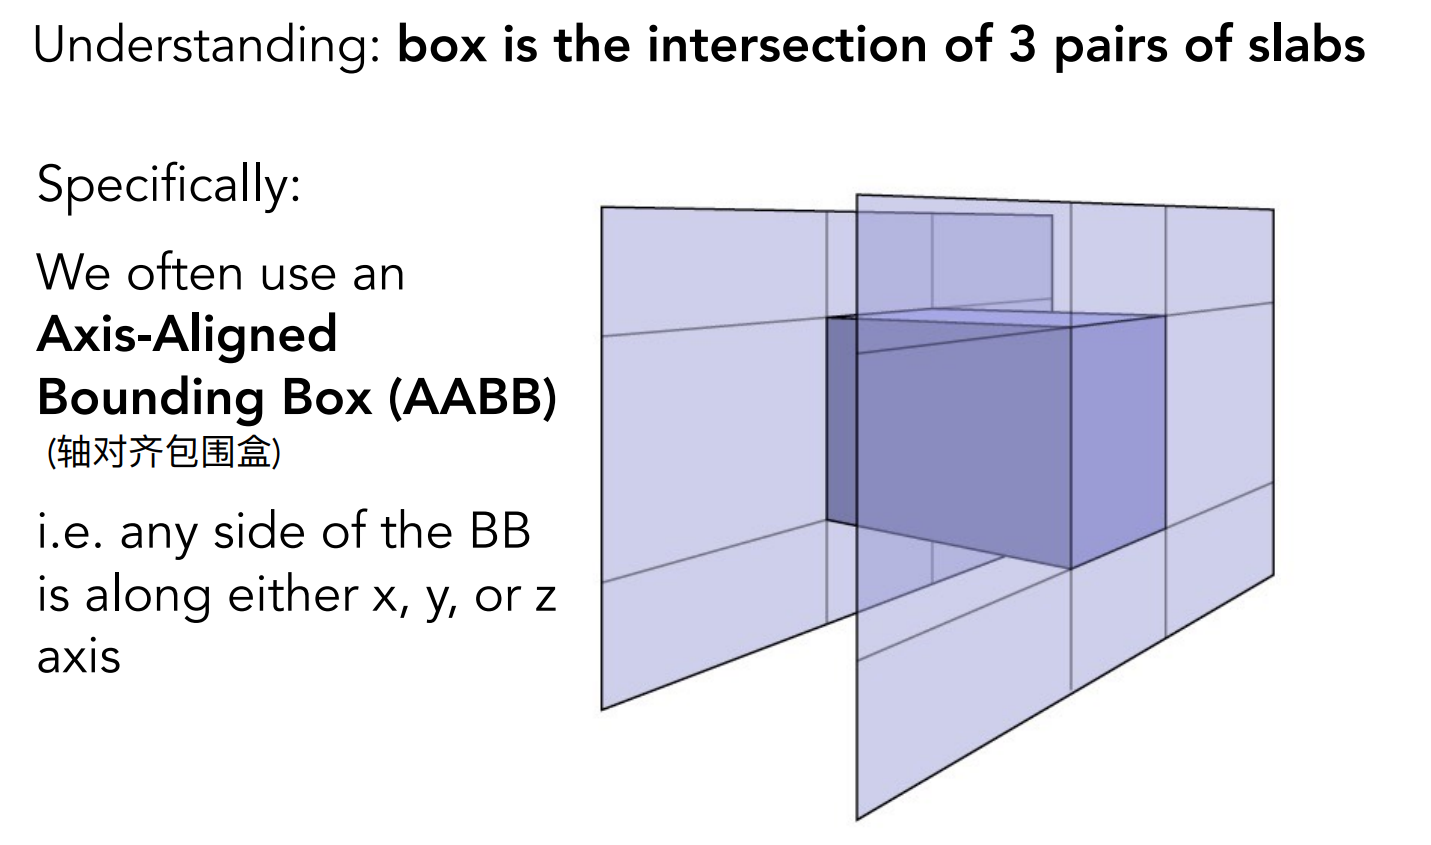 Understanding: box is the intersection of 3 pairs of slabs
Specifically:
We often use an
Axis-Aligned
Bounding Box (AABB)
(轴对齐包围盒)
i.e. any side of the BB
is along either x, y, or z
axis